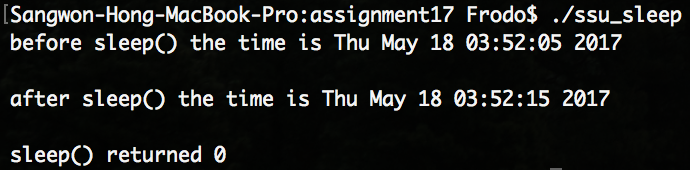 [Sangwon-Hong-MacBook-Pro:assignment17 Frodo$ ./ssu_sleep
before sleep() the time is Thu May 18 03:52:05 2017
after sleep() the time is Thu May 18 03:52:15 2017
sleep() returned 0